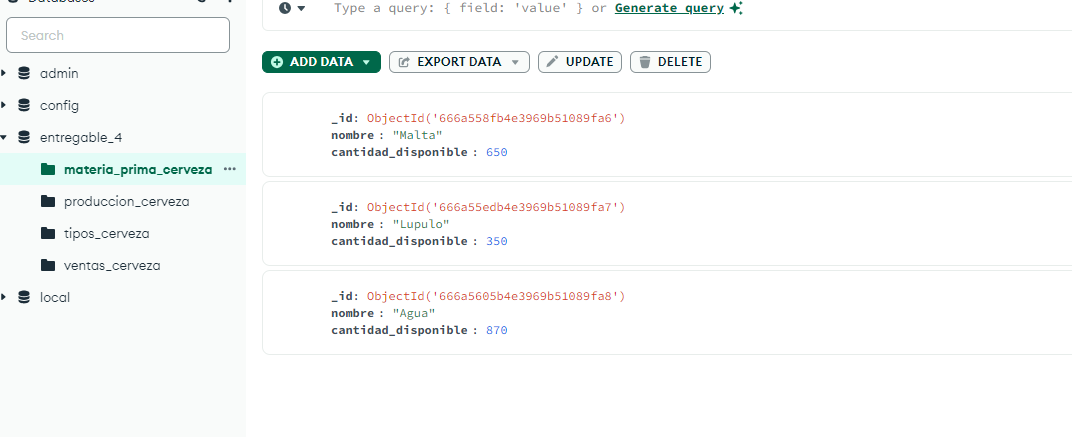 Databases
Search
admin
config
entregable_4
materia_prima_cerveza
produccion_cerveza
tipos_cerveza
ventas_cerveza
local
Type a query: { field: 'value' } or Generate query
ADD DATA
EXPORT DATA
UPDATE
DELETE
_id: ObjectId('666a558fb4e3969b51089fa6')
nombre : "Malta"
cantidad_disponible : 650
_id: ObjectId('666a55edb4e3969b51089fa7')
nombre : "Lupulo"
cantidad_disponible : 350
_id: ObjectId('666a5605b4e3969b51089fa8')
nombre : "Agua"
cantidad_disponible : 870